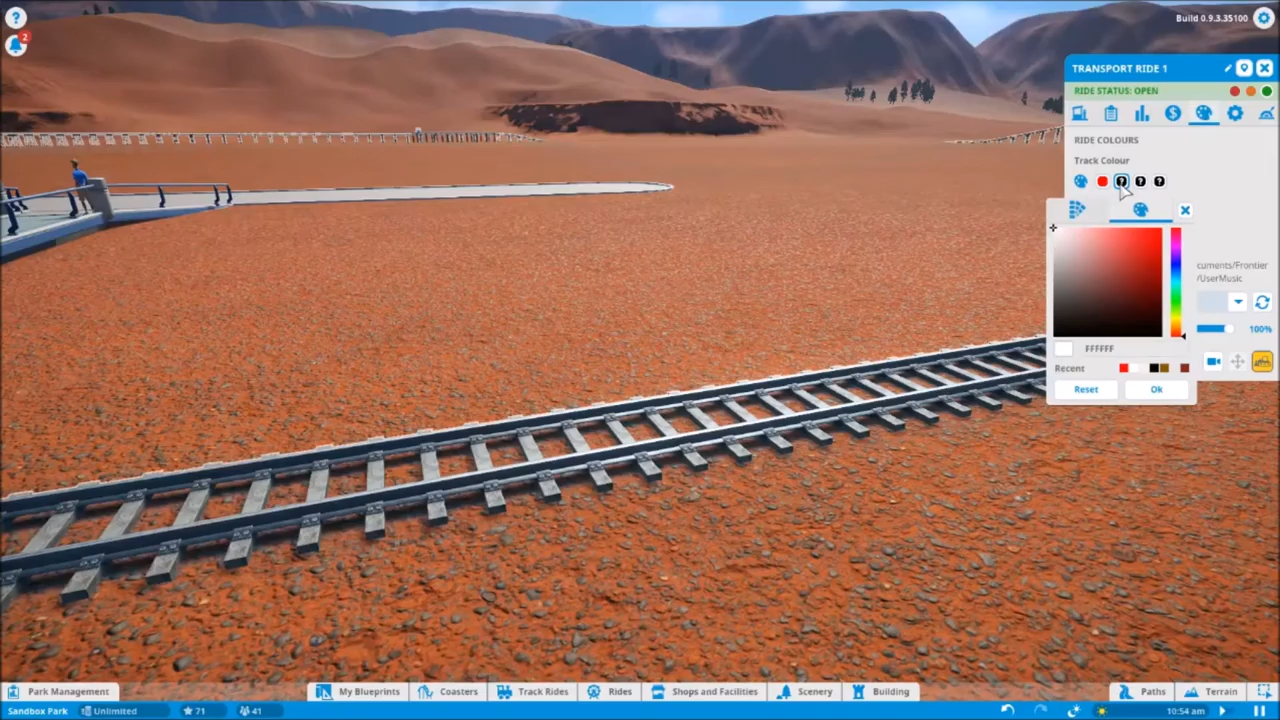 ?
2
Build 0.9.3.35100
TRANSPORT RIDE 1
RIDE STATUS: OPEN
RIDE COLOURS
Track Colour
? ? ?
cuments/Frontier
/UserMusic
100%
FFFFFF
Recent
Reset Ok
Park Management My Blueprints Coasters Track Rides Rides Shops and Facilities Scenery Building Paths Terrain
Sandbox Park Unlimited 71 41 10:54 am